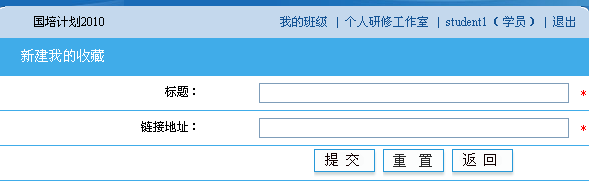 国培计划2010 我的班级 | 个人研修工作室 | student1（学员） | 退出
新建我的收藏
标题： *
链接地址： *
提 交 重 置 返 回